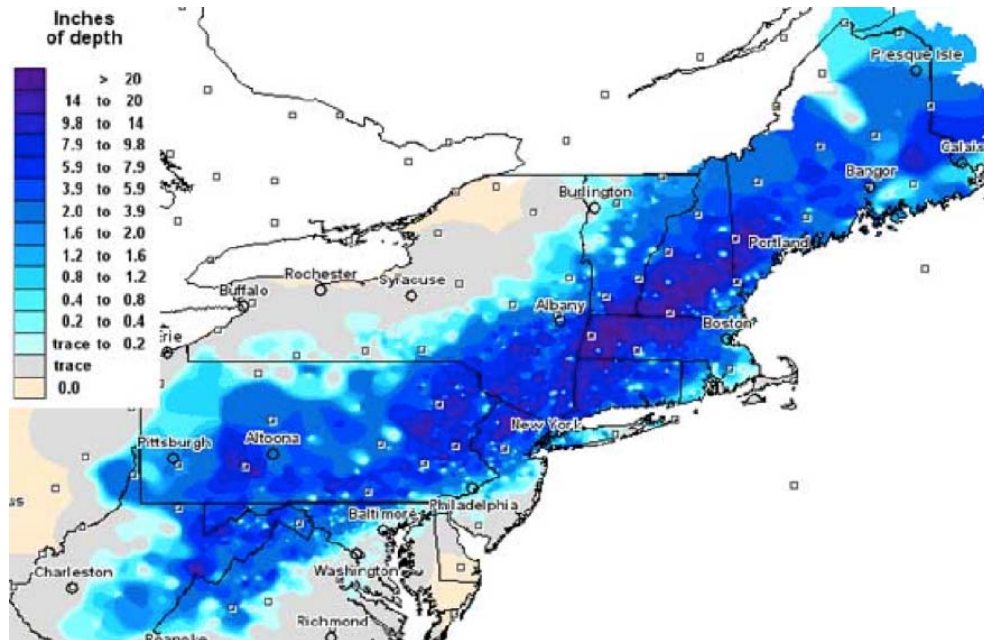 Inches
of depth
> 20
14 to 20
9.8 to 14
7.9 to 9.8
5.9 to 7.9
3.9 to 5.9
2.0 to 3.9
1.6 to 2.0
1.2 to 1.6
0.8 to 1.2
0.4 to 0.8
0.2 to 0.4
trace to 0.2
trace
0.0
Presque Isle
Calais
Bangor
Burlington
Portland
Rochester
Syracuse
Buffalo
Albany
Boston
rie
New York
Pittsburgh
Altoona
us
Philadelphia
Baltimore
Charleston
Washington
Richmond
Roanoke